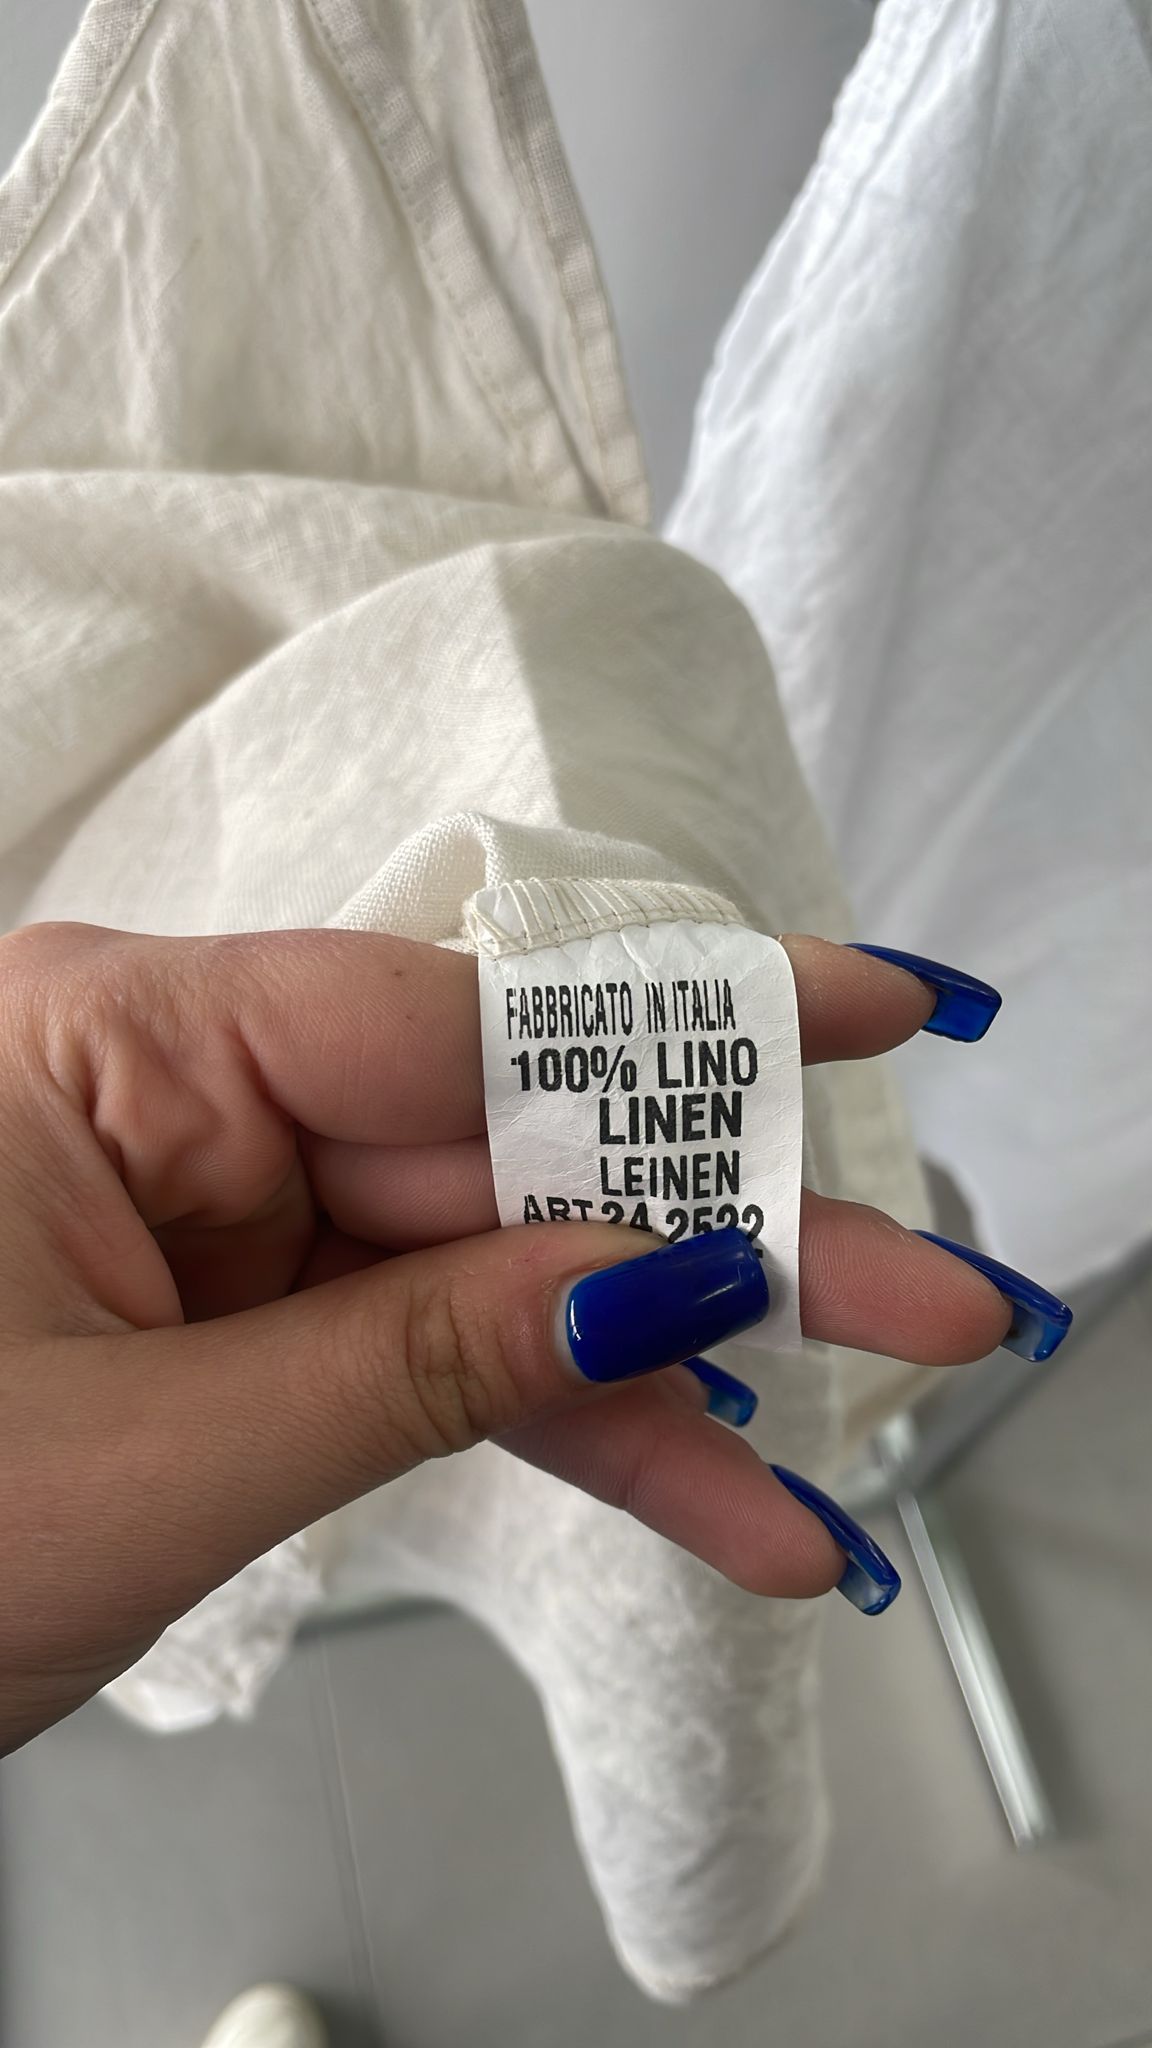 FABBRICATO IN ITALIA
100% LINO
LINEN
LEINEN
ART 24.2522